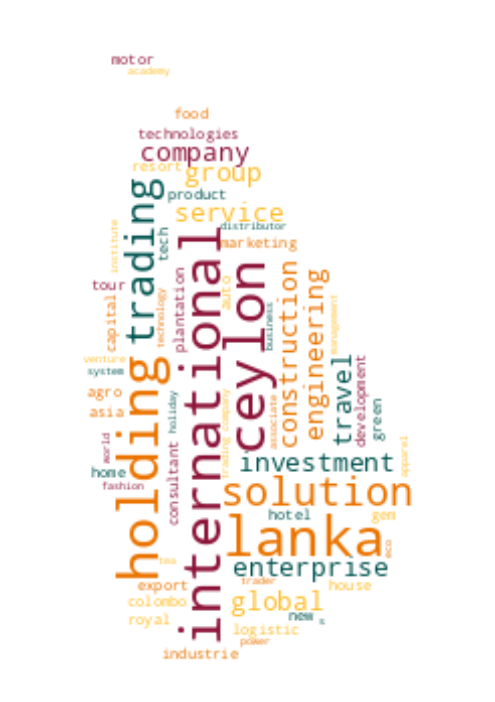 motor
academy
food
technologies
company
resort
group
trading
product
service
distributor
tech
marketing
institute
international
ceylon
plantation
tour
capital
technology
auto
business
construction
engineering
management
venture
system
holding
travel
development
agro
asia
holiday
green
trading company
associate
world
consultant
home
fashion
investment
apparel
solution
hotel
gem
lanka
eco
tea
enterprise
export
trader
house
colombo
global
royal
new
s
logistic
power
industrie